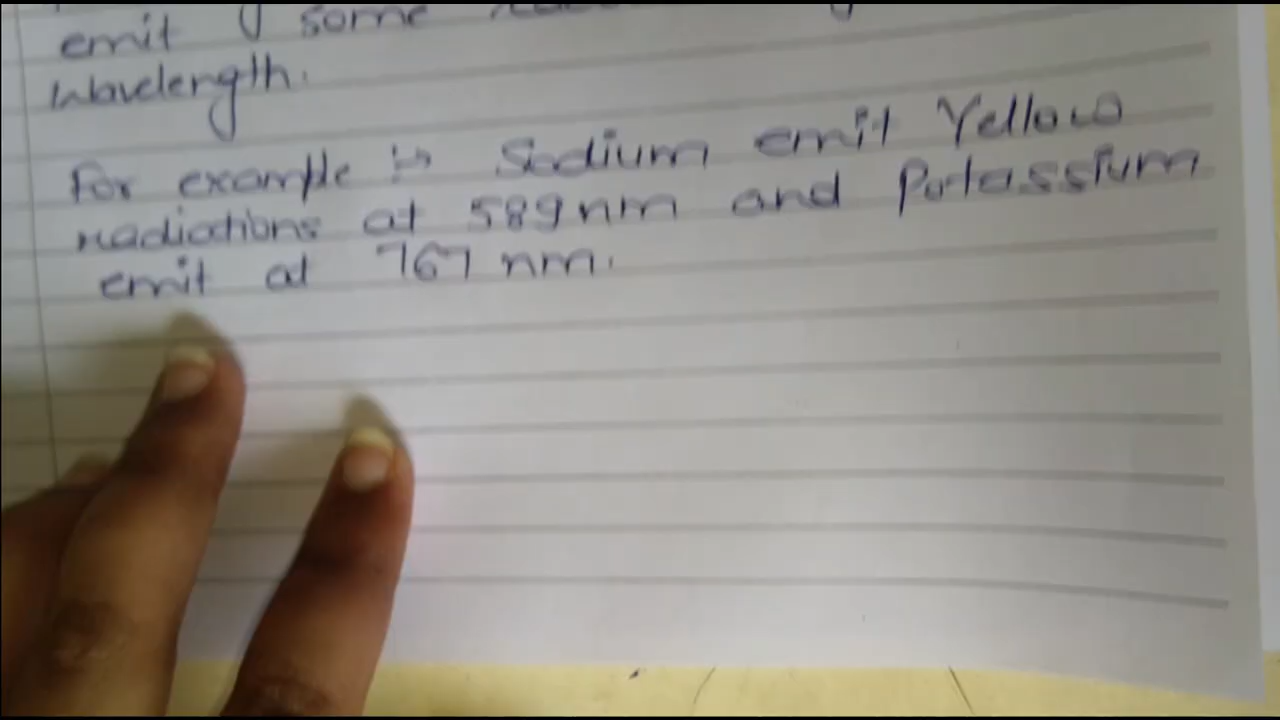 emit some
Wavelength.
For example :-> Sodium emit Yellow
radiations at 589nm and Potassium
emit at 767 nm.